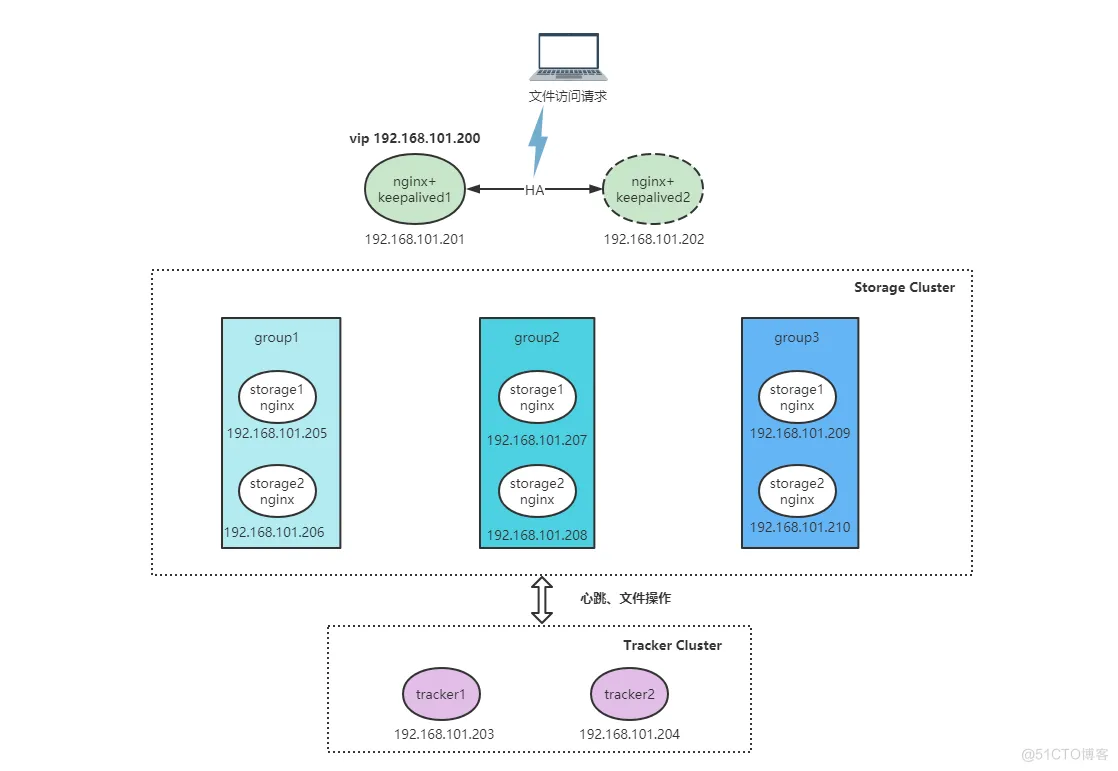 文件访问请求
vip 192.168.101.200
nginx+
keepalived1
HA
nginx+
keepalived2
192.168.101.201
192.168.101.202
Storage Cluster
group1
storage1
nginx
192.168.101.205
storage2
nginx
192.168.101.206
group2
storage1
nginx
192.168.101.207
storage2
nginx
192.168.101.208
group3
storage1
nginx
192.168.101.209
storage2
nginx
192.168.101.210
心跳、文件操作
Tracker Cluster
tracker1
192.168.101.203
tracker2
192.168.101.204
@51CTO博客